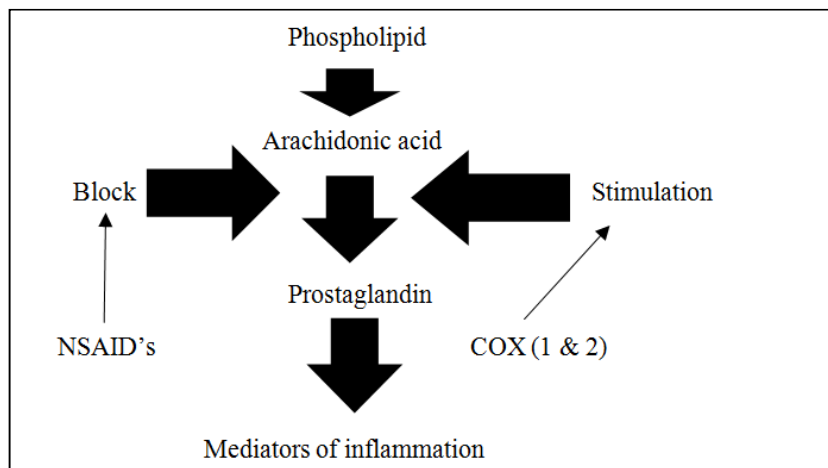 Phospholipid
Arachidonic acid
Block
Stimulation
Prostaglandin
NSAID's
COX (1 & 2)
Mediators of inflammation